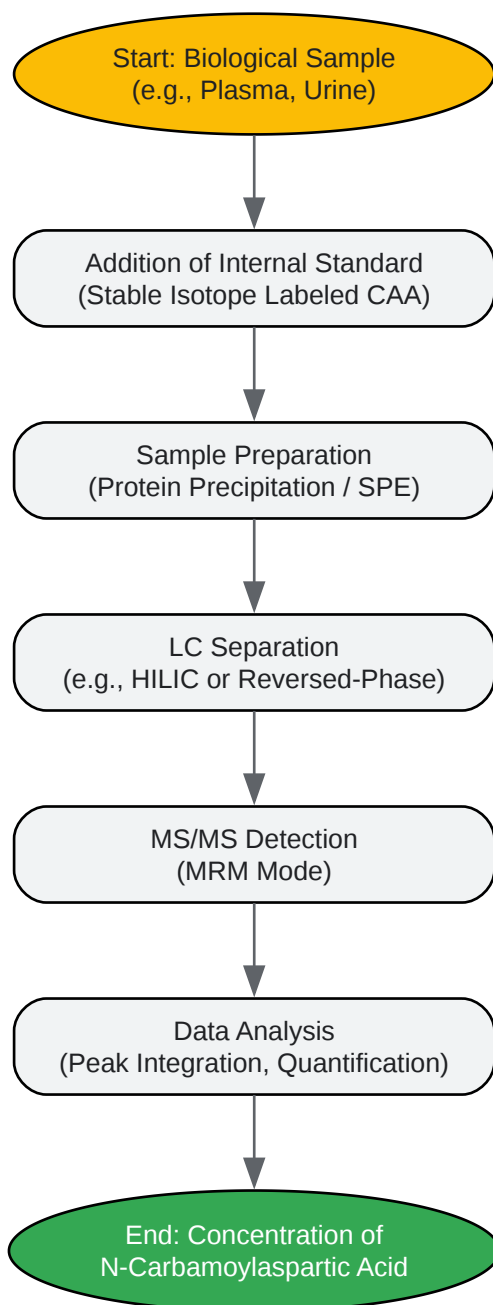 Start: Biological Sample
(e.g., Plasma, Urine)
Addition of Internal Standard
(Stable Isotope Labeled CAA)
Sample Preparation
(Protein Precipitation / SPE)
LC Separation
(e.g., HILIC or Reversed-Phase)
MS/MS Detection
(MRM Mode)
Data Analysis
(Peak Integration, Quantification)
End: Concentration of
N-Carbamoylaspartic Acid